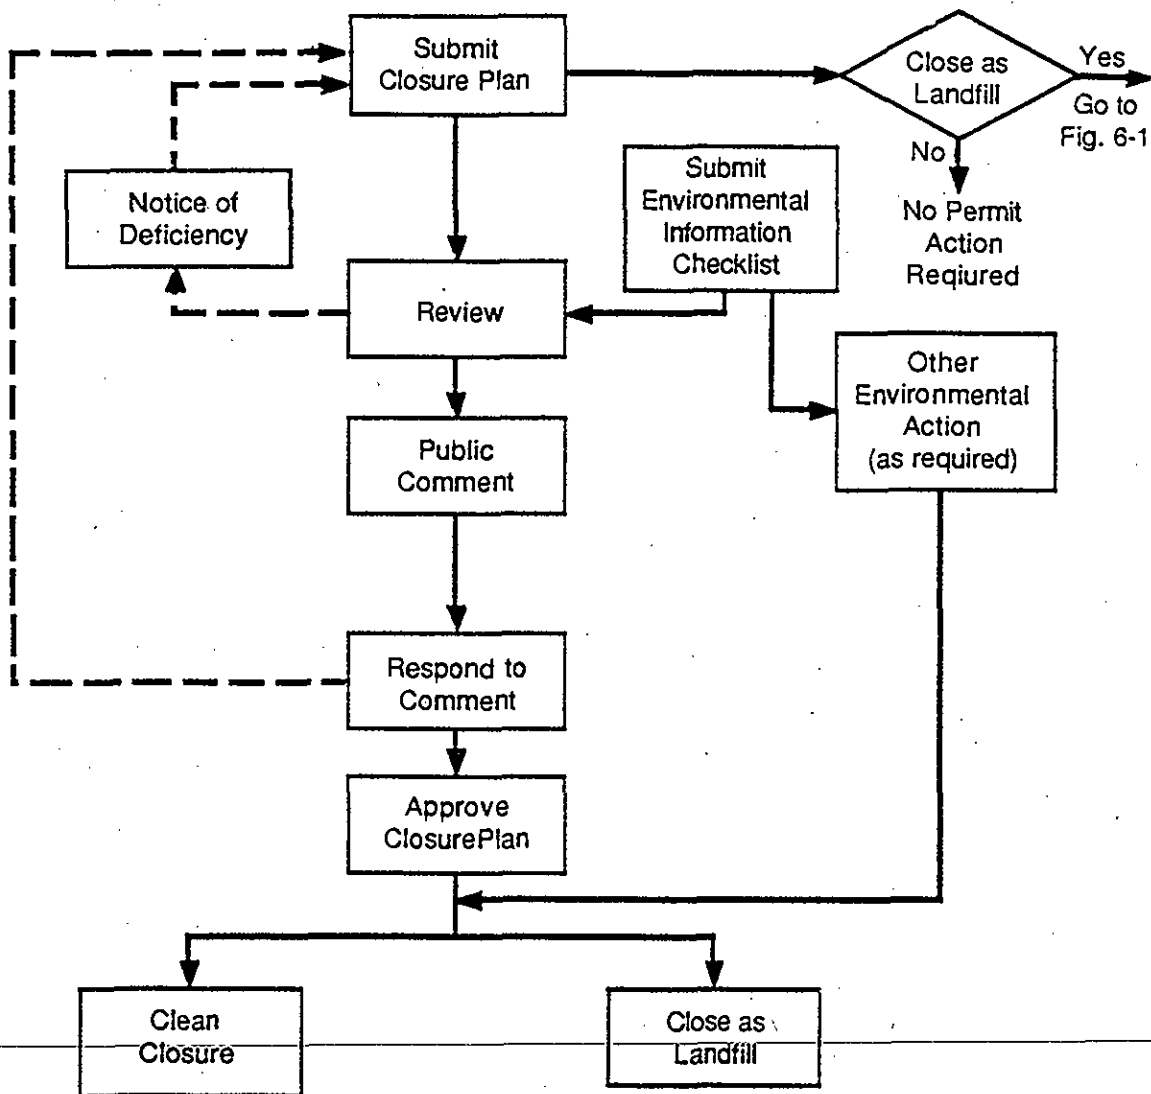 Submit
Closure Plan
Close as
Landfill
Yes
Go to
Fig. 6-1
No
No Permit
Action
Reqiured
Notice of
Deficiency
Submit
Environmental
Information
Checklist
Review
Other
Environmental
Action
(as required)
Public
Comment
Respond to
Comment
Approve
ClosurePlan
Clean
Closure
Close as
Landfill